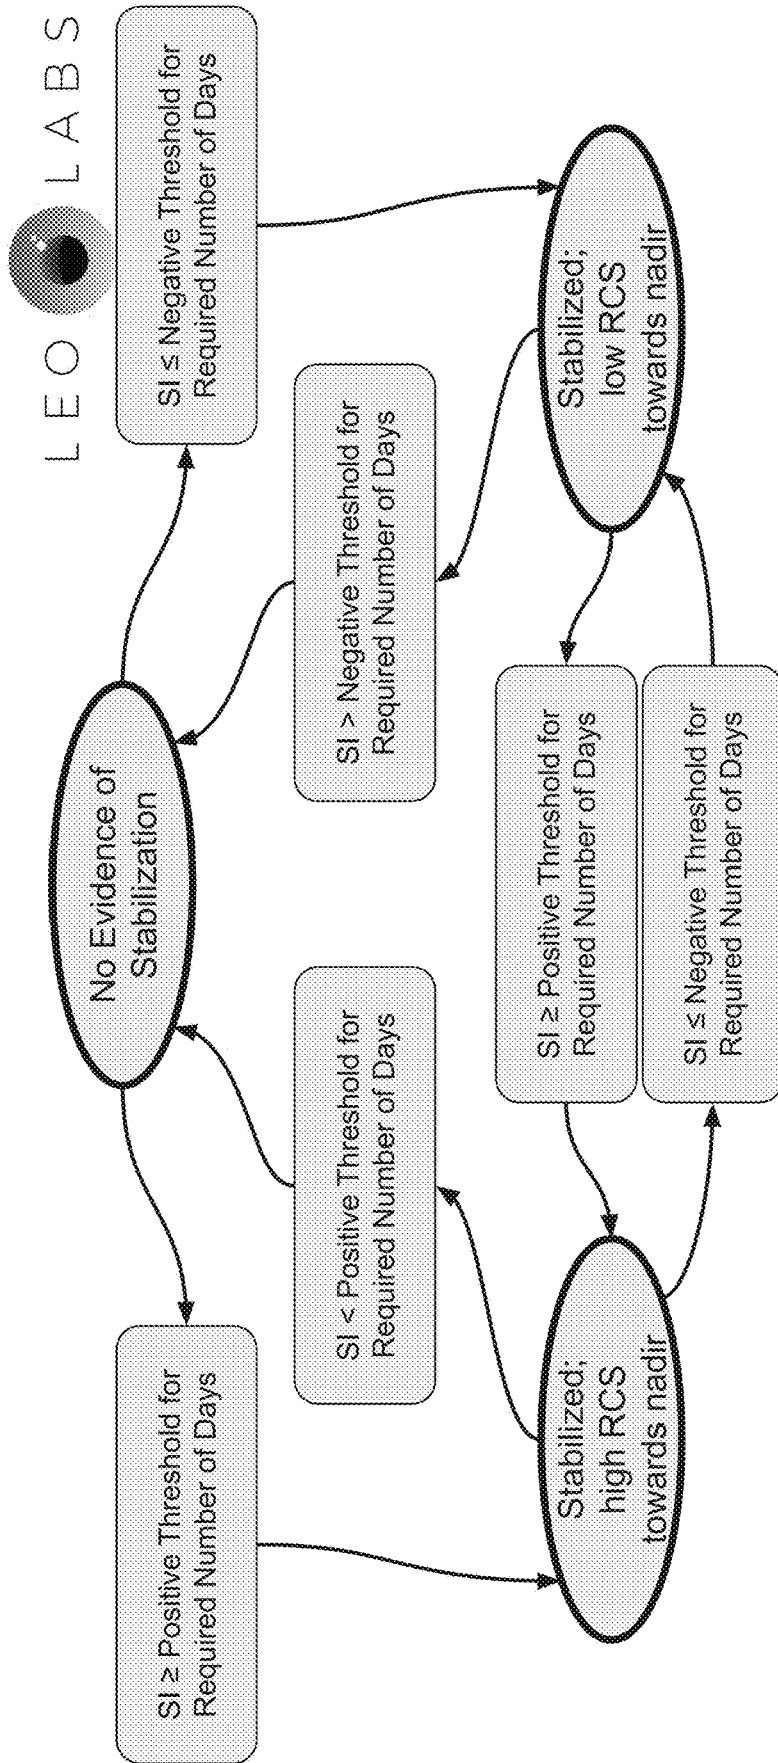 LEO LABS
No Evidence of
Stabilization
SI ≥ Positive Threshold for
Required Number of Days
SI ≤ Negative Threshold for
Required Number of Days
SI < Positive Threshold for
Required Number of Days
SI > Negative Threshold for
Required Number of Days
Stabilized;
high RCS
towards nadir
SI ≥ Positive Threshold for
Required Number of Days
SI ≤ Negative Threshold for
Required Number of Days
Stabilized;
low RCS
towards nadir